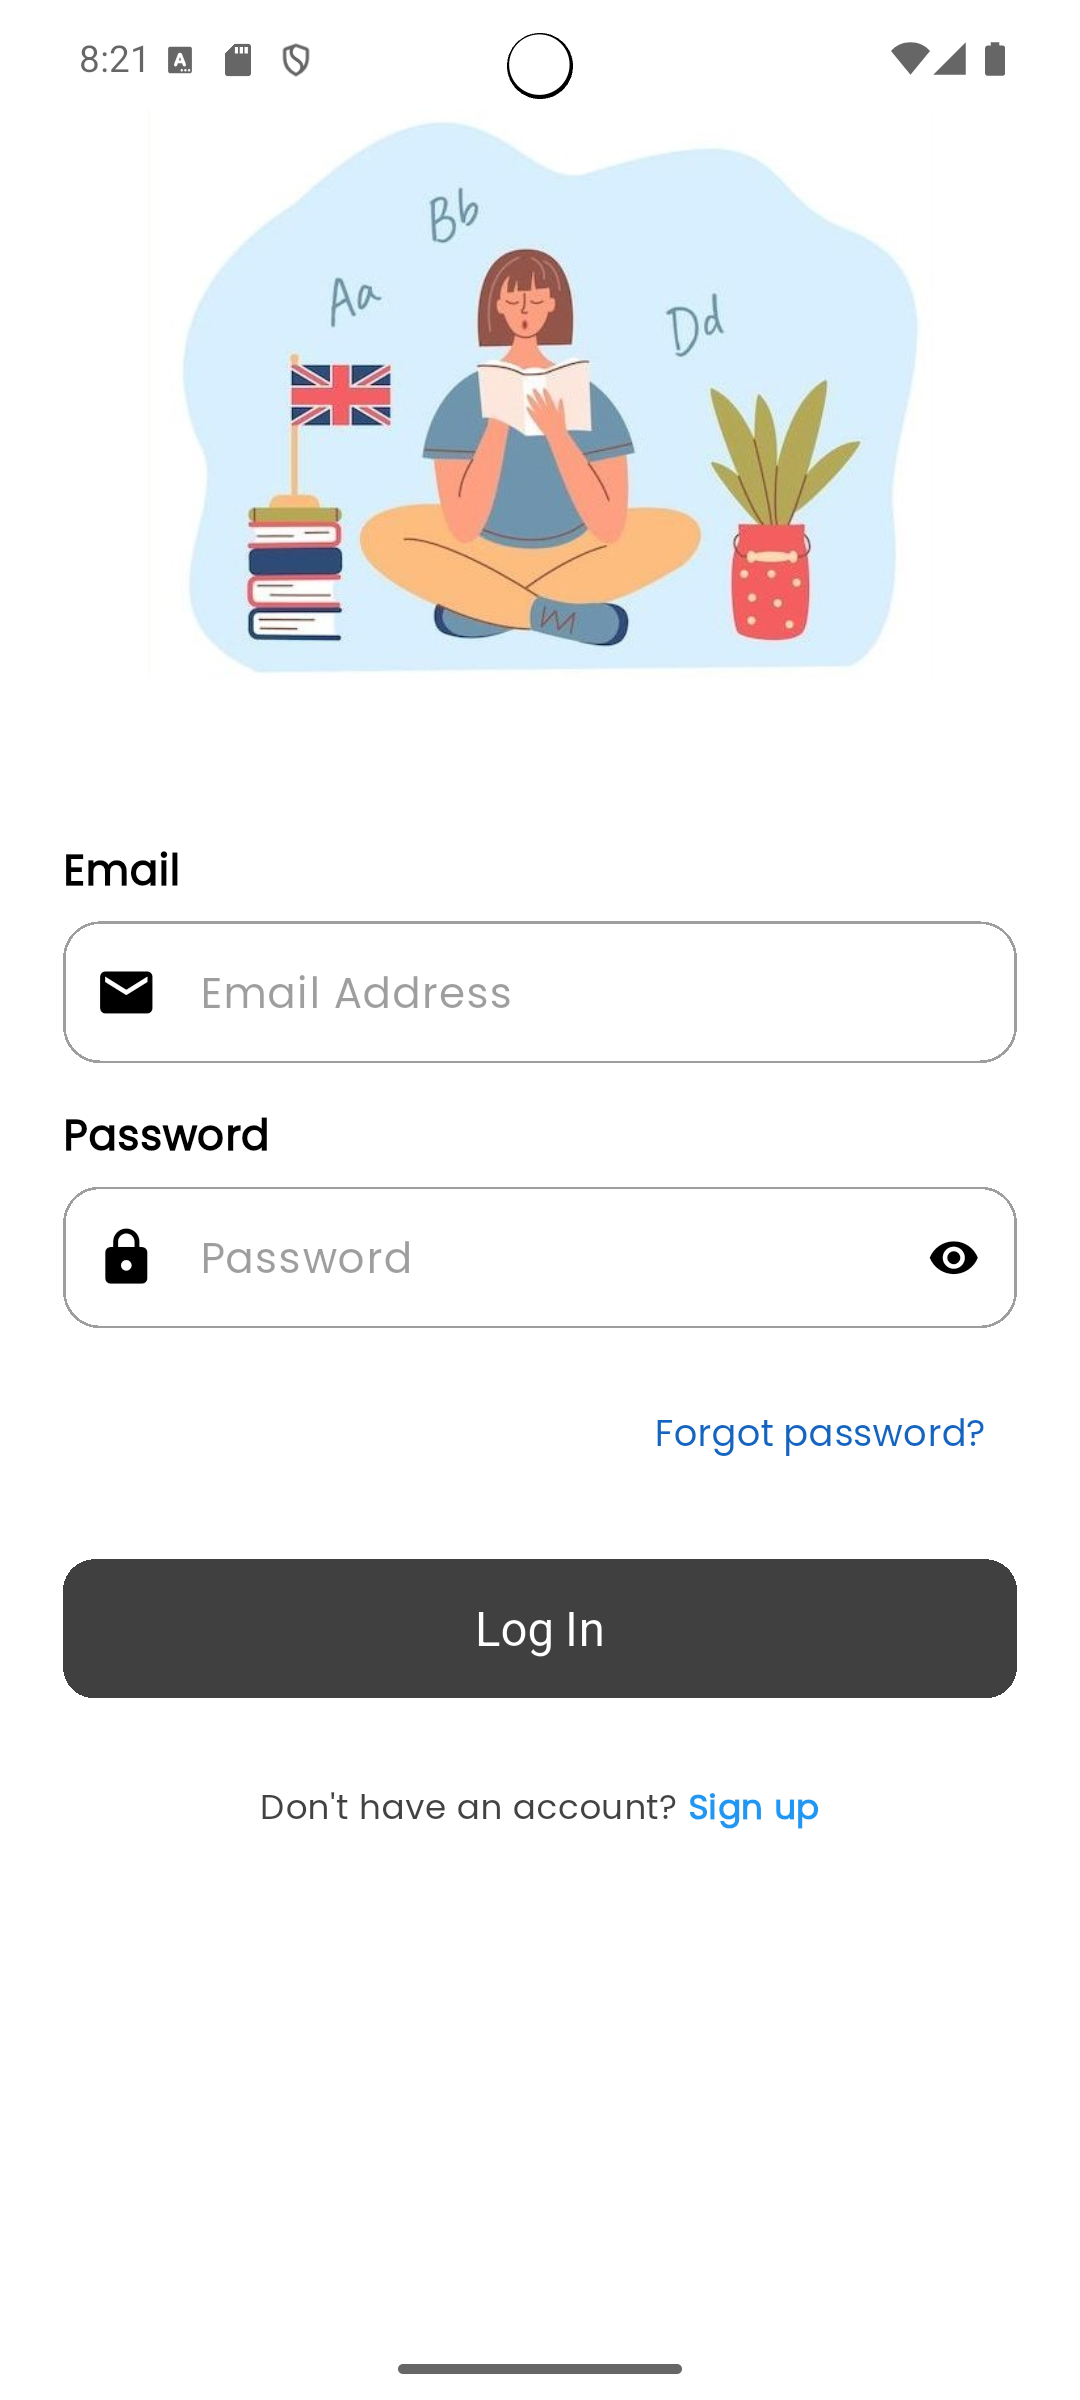 8:21
Bb
Aa
Dd
Email
Email Address
Password
Password
Forgot password?
Log In
Don't have an account? Sign up